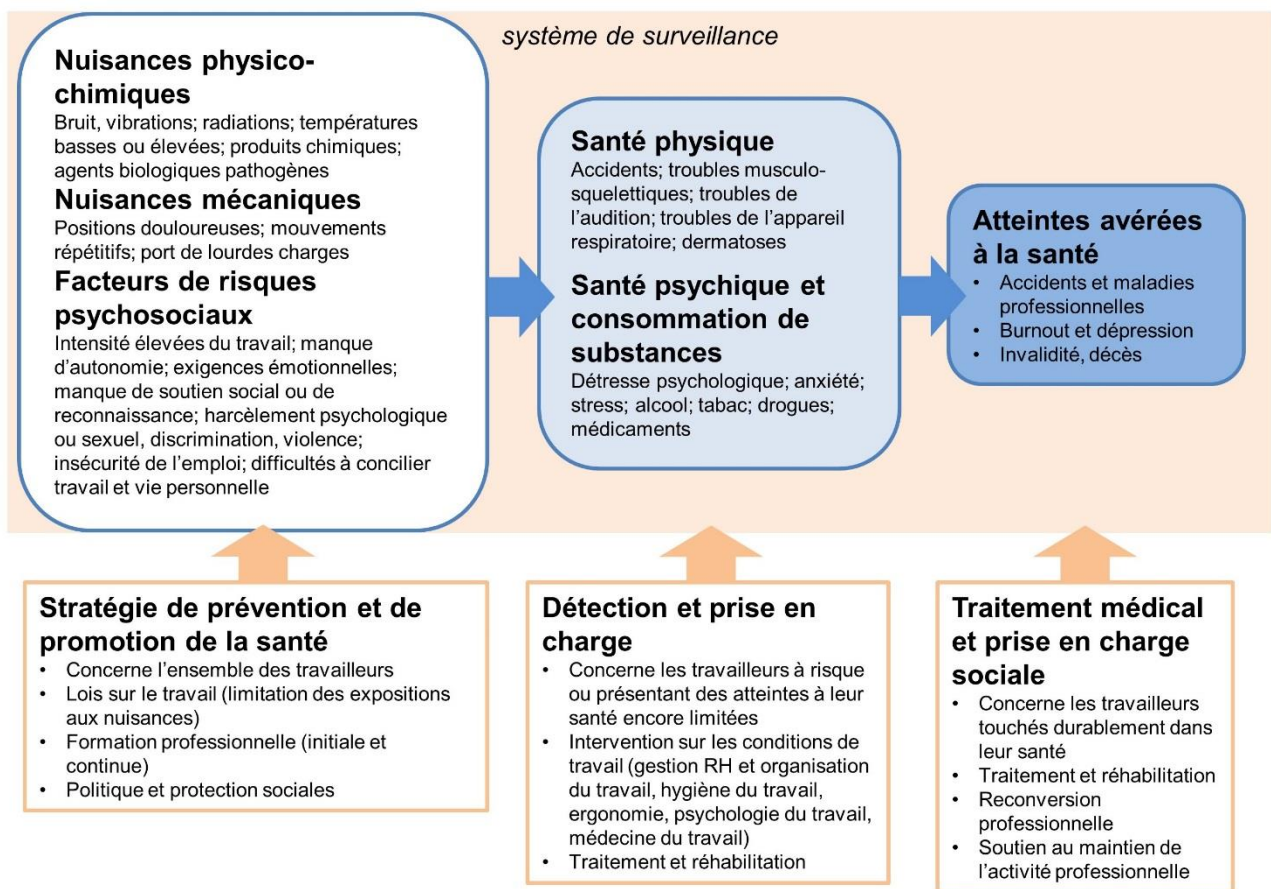 système de surveillance
Nuisances physico-
chimiques
Bruit, vibrations; radiations; températures
basses ou élevées; produits chimiques;
agents biologiques pathogènes
Nuisances mécaniques
Positions douloureuses; mouvements
répétitifs; port de lourdes charges
Facteurs de risques
psychosociaux
Intensité élevées du travail; manque
d'autonomie; exigences émotionnelles;
manque de soutien social ou de
reconnaissance; harcèlement psychologique
ou sexuel, discrimination, violence;
insécurité de l'emploi; difficultés à concilier
travail et vie personnelle
Santé physique
Accidents; troubles musculo-
squelettiques; troubles de
l'audition; troubles de l'appareil
respiratoire; dermatoses
Santé psychique et
consommation de
substances
Détresse psychologique; anxiété;
stress; alcool; tabac; drogues;
médicaments
Atteintes avérées
à la santé
• Accidents et maladies
professionnelles
• Burnout et dépression
• Invalidité, décès
Stratégie de prévention et de
promotion de la santé
• Concerne l'ensemble des travailleurs
• Lois sur le travail (limitation des expositions
aux nuisances)
• Formation professionnelle (initiale et
continue)
• Politique et protection sociales
Détection et prise en
charge
• Concerne les travailleurs à risque
ou présentant des atteintes à leur
santé encore limitées
• Intervention sur les conditions de
travail (gestion RH et organisation
du travail, hygiène du travail,
ergonomie, psychologie du travail,
médecine du travail)
• Traitement et réhabilitation
Traitement médical
et prise en charge
sociale
• Concerne les travailleurs
touchés durablement dans
leur santé
• Traitement et réhabilitation
• Reconversion
professionnelle
• Soutien au maintien de
l'activité professionnelle